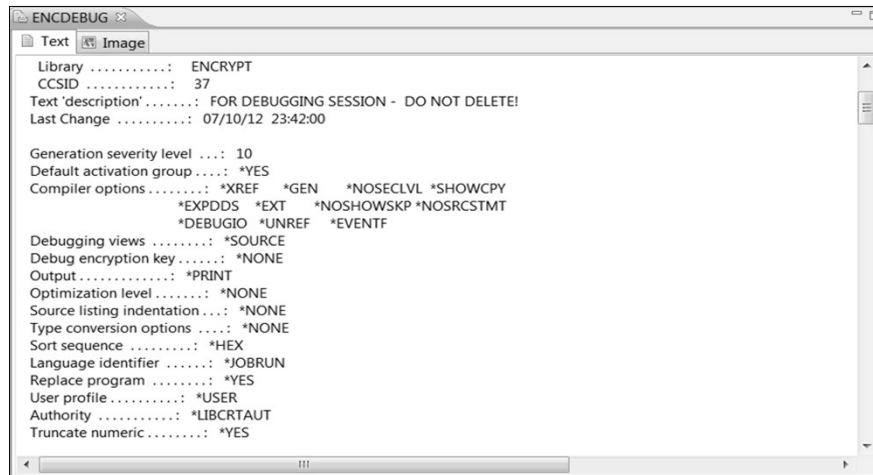 ENCDEBUG
Text Image
Library ...........: ENCRYPT
CCSID ............: 37
Text 'description' .......: FOR DEBUGGING SESSION - DO NOT DELETE!
Last Change ..........: 07/10/12 23:42:00
Generation severity level ...: 10
Default activation group ....: *YES
Compiler options ........: *XREF *GEN *NOSECLVL *SHOWCPY
*EXPDDS *EXT *NOSHOWSKP *NOSRCSTMT
*DEBUGIO *UNREF *EVENTF
Debugging views ........: *SOURCE
Debug encryption key ......: *NONE
Output .............: *PRINT
Optimization level .......: *NONE
Source listing indentation ...: *NONE
Type conversion options ....: *NONE
Sort sequence .........: *HEX
Language identifier ......: *JOBRUN
Replace program ........: *YES
User profile ..........: *USER
Authority ...........: *LIBCRTAUT
Truncate numeric ........: *YES